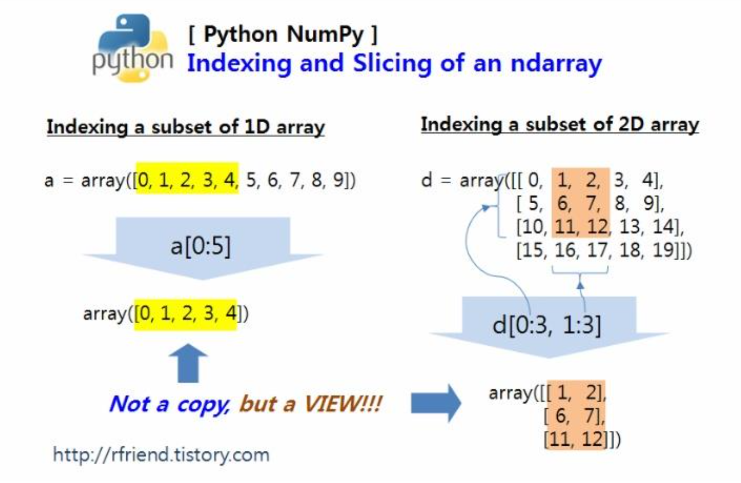 python
[ Python NumPy ]
Indexing and Slicing of an ndarray
Indexing a subset of 1D array
a = array([0, 1, 2, 3, 4, 5, 6, 7, 8, 9])
a[0:5]
array([0, 1, 2, 3, 4])
Indexing a subset of 2D array
d = array([[ 0, 1, 2, 3, 4],
[ 5, 6, 7, 8, 9],
[10, 11, 12, 13, 14],
[15, 16, 17, 18, 19]])
d[0:3, 1:3]
array([[ 1, 2],
[ 6, 7],
[11, 12]])
Not a copy, but a VIEW!!!
http://rfriend.tistory.com